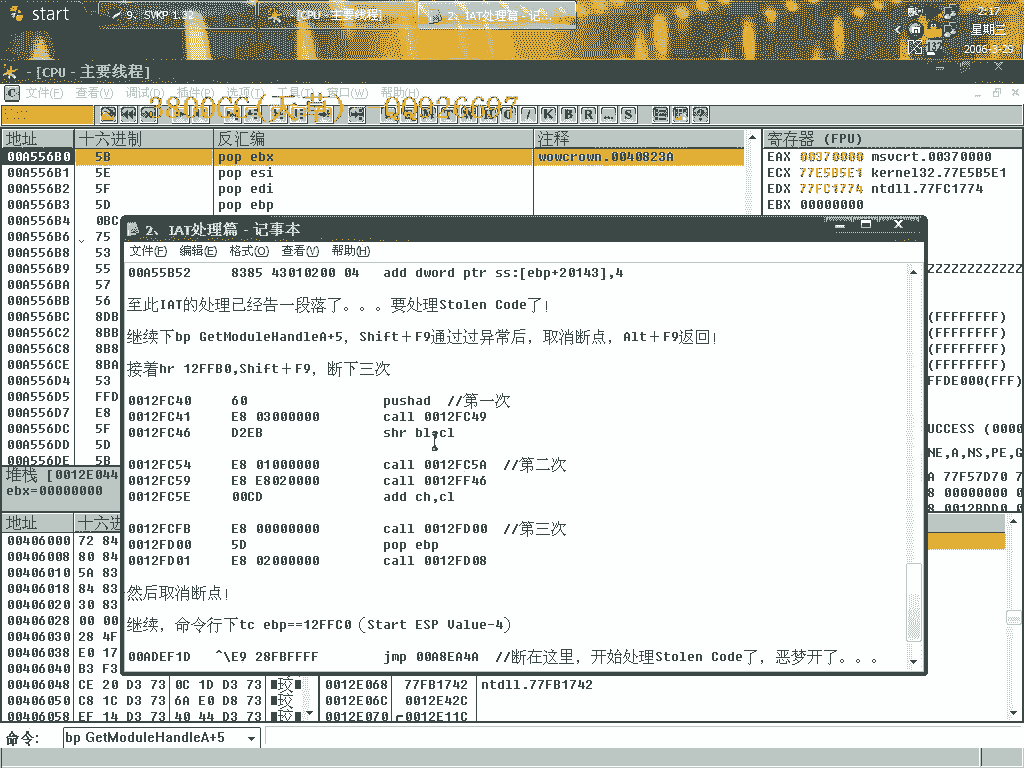 start
9、SVKP 1.32
[CPU - 主要线程]
2、IAT处理篇 - 记...
2:17
星期三
2006-3-29
- [CPU - 主要线程]
文件(F) 查看(V) 调试(D) 插件(P) 选项(T) 窗口(W) 帮助(H)
3800CC(天草)
地址 十六进制 反汇编 注释 寄存器 (FPU)
00A556B0 5B pop ebx wowcrown.0040823A
00A556B1 5E pop esi
00A556B2 5F pop edi
00A556B3 5D pop ebp
00A556B4 0BC
00A556B6 75
00A556B8 53
00A556B9 55
00A556BA 57
00A556BB 56
00A556BC 8DB
00A556C2 8BB
00A556C8 8B8
00A556CE 8BA
00A556D4 53
00A556D5 FFD
00A556D7 E8
00A556DC 5F
00A556DD 5D
00A556DE 5B
EAX 00370000 msvcrt.00370000
ECX 77E5B5E1 kernel32.77E5B5E1
EDX 77FC1774 ntdll.77FC1774
EBX 00000000
ZZZZZZZZZZZZ
(FFFFFFFF)
(FFFFFFFF)
(FFFFFFFF)
(FFFFFFFF)
FFDE000(FFF)
UCCESS (0000
NE,A,NS,PE,G
A 77F57D70 7
8 00000000 0
8 0012BDD0 0
2、IAT处理篇 - 记事本
文件(F) 编辑(E) 格式(O) 查看(V) 帮助(H)
00A55B52 8385 43010200 04 add dword ptr ss:[ebp+20143],4
至此IAT的处理已经告一段落了。。。要处理Stolen Code了！
继续下bp GetModuleHandleA+5，Shift＋F9通过过异常后，取消断点，Alt＋F9返回！
接着hr 12FFB0,Shift＋F9，断下三次
0012FC40 60 pushad //第一次
0012FC41 E8 03000000 call 0012FC49
0012FC46 D2EB shr bl,cl
0012FC54 E8 01000000 call 0012FC5A //第二次
0012FC59 E8 E8020000 call 0012FF46
0012FC5E 00CD add ch,cl
0012FCFB E8 00000000 call 0012FD00 //第三次
0012FD00 5D pop ebp
0012FD01 E8 02000000 call 0012FD08
然后取消断点！
继续，命令行下tc ebp==12FFC0（Start ESP Value-4）
00ADEF1D ^\E9 28FBFFFF jmp 00A8EA4A //断在这里，开始处理Stolen Code了，恶梦开了。。。
堆栈 [0012E044
ebx=00000000
地址 十六进
00406000 72 84
00406008 80 84
00406010 5A 83
00406018 84 83
00406020 30 83
00406028 00 00
00406030 28 4F
00406038 E0 17
00406040 B3 F3
00406048 CE 20 D3 73 0C 1D D3 73
00406050 C8 1C D3 73 6A E0 D8 73
00406058 EF 14 D3 73 40 44 D3 73
0012E068 77FB1742 ntdll.77FB1742
0012E06C 0012E42C
0012E070 0012E11C
命令: bp GetModuleHandleA+5